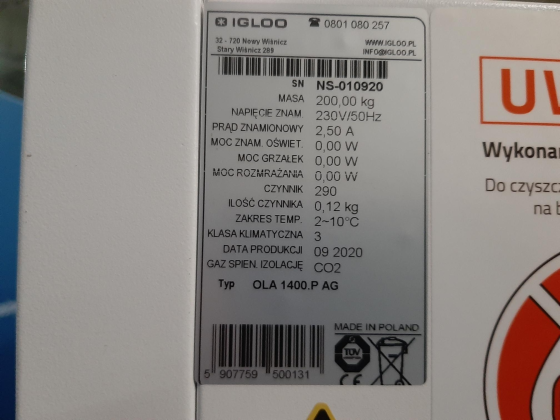 IGLOO ☎ 0801 080 257
32 - 720 Nowy Wiśnicz WWW.IGLOO.PL
Stary Wiśnicz 289 INFO@IGLOO.PL
SN NS-010920
MASA 200,00 kg
NAPIĘCIE ZNAM. 230V/50Hz
PRĄD ZNAMIONOWY 2,50 A
MOC ZNAM. OŚWIET. 0,00 W
MOC GRZAŁEK 0,00 W
MOC ROZMRAŻANIA 0,00 W
CZYNNIK 290
ILOŚĆ CZYNNIKA 0,12 kg
ZAKRES TEMP. 2~10°C
KLASA KLIMATYCZNA 3
DATA PRODUKCJI 09 2020
GAZ SPIEN. IZOLACJĘ CO2
Typ OLA 1400.P AG
MADE IN POLAND
TÜV
CE
5 907759 500131
UW
Wykonan
Do czyszcz
na b